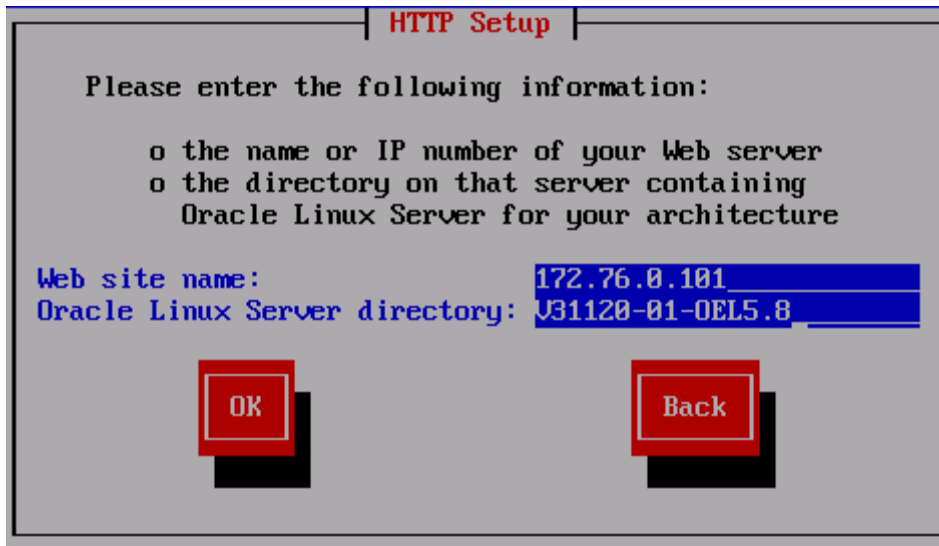 HTTP Setup
Please enter the following information:
o the name or IP number of your Web server
o the directory on that server containing
Oracle Linux Server for your architecture
Web site name: 172.76.0.101
Oracle Linux Server directory: V31120-01-OEL5.8
OK Back